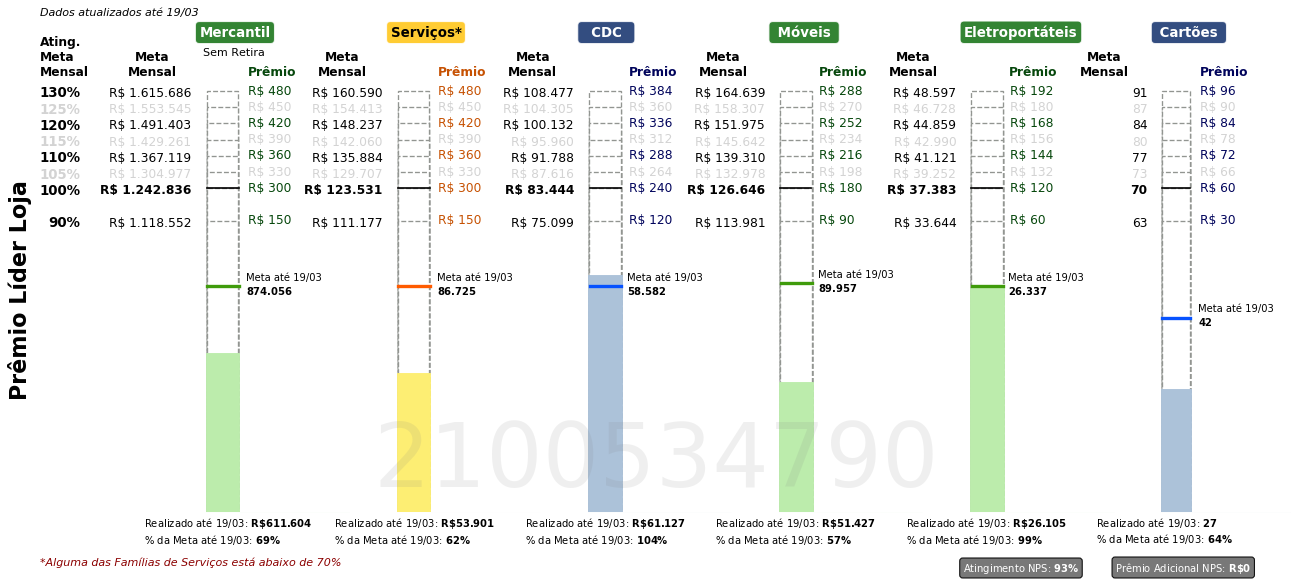 Dados atualizados até 19/03
Mercantil Serviços* CDC Móveis Eletroportáteis Cartões
Sem Retira
Ating. Meta Mensal
Meta Mensal Prêmio Meta Mensal Prêmio Meta Mensal Prêmio Meta Mensal Prêmio Meta Mensal Prêmio Meta Mensal Prêmio
130% R$ 1.615.686 R$ 480 R$ 160.590 R$ 480 R$ 108.477 R$ 384 R$ 164.639 R$ 288 R$ 48.597 R$ 192 91 R$ 96
125% R$ 1.553.545 R$ 450 R$ 154.413 R$ 450 R$ 104.305 R$ 360 R$ 158.307 R$ 270 R$ 46.728 R$ 180 87 R$ 90
120% R$ 1.491.403 R$ 420 R$ 148.237 R$ 420 R$ 100.132 R$ 336 R$ 151.975 R$ 252 R$ 44.859 R$ 168 84 R$ 84
115% R$ 1.429.261 R$ 390 R$ 142.060 R$ 390 R$ 95.960 R$ 312 R$ 145.642 R$ 234 R$ 42.990 R$ 156 80 R$ 78
110% R$ 1.367.119 R$ 360 R$ 135.884 R$ 360 R$ 91.788 R$ 288 R$ 139.310 R$ 216 R$ 41.121 R$ 144 77 R$ 72
105% R$ 1.304.977 R$ 330 R$ 129.707 R$ 330 R$ 87.616 R$ 264 R$ 132.978 R$ 198 R$ 39.252 R$ 132 73 R$ 66
100% R$ 1.242.836 R$ 300 R$ 123.531 R$ 300 R$ 83.444 R$ 240 R$ 126.646 R$ 180 R$ 37.383 R$ 120 70 R$ 60
90% R$ 1.118.552 R$ 150 R$ 111.177 R$ 150 R$ 75.099 R$ 120 R$ 113.981 R$ 90 R$ 33.644 R$ 60 63 R$ 30
Prêmio Líder Loja
Meta até 19/03 Meta até 19/03 Meta até 19/03 Meta até 19/03 Meta até 19/03 Meta até 19/03
874.056 86.725 58.582 89.957 26.337 42
2100534790
Realizado até 19/03: R$611.604 Realizado até 19/03: R$53.901 Realizado até 19/03: R$61.127 Realizado até 19/03: R$51.427 Realizado até 19/03: R$26.105 Realizado até 19/03: 27
% da Meta até 19/03: 69% % da Meta até 19/03: 62% % da Meta até 19/03: 104% % da Meta até 19/03: 57% % da Meta até 19/03: 99% % da Meta até 19/03: 64%
*Alguma das Famílias de Serviços está abaixo de 70%
Atingimento NPS: 93% Prêmio Adicional NPS: R$0